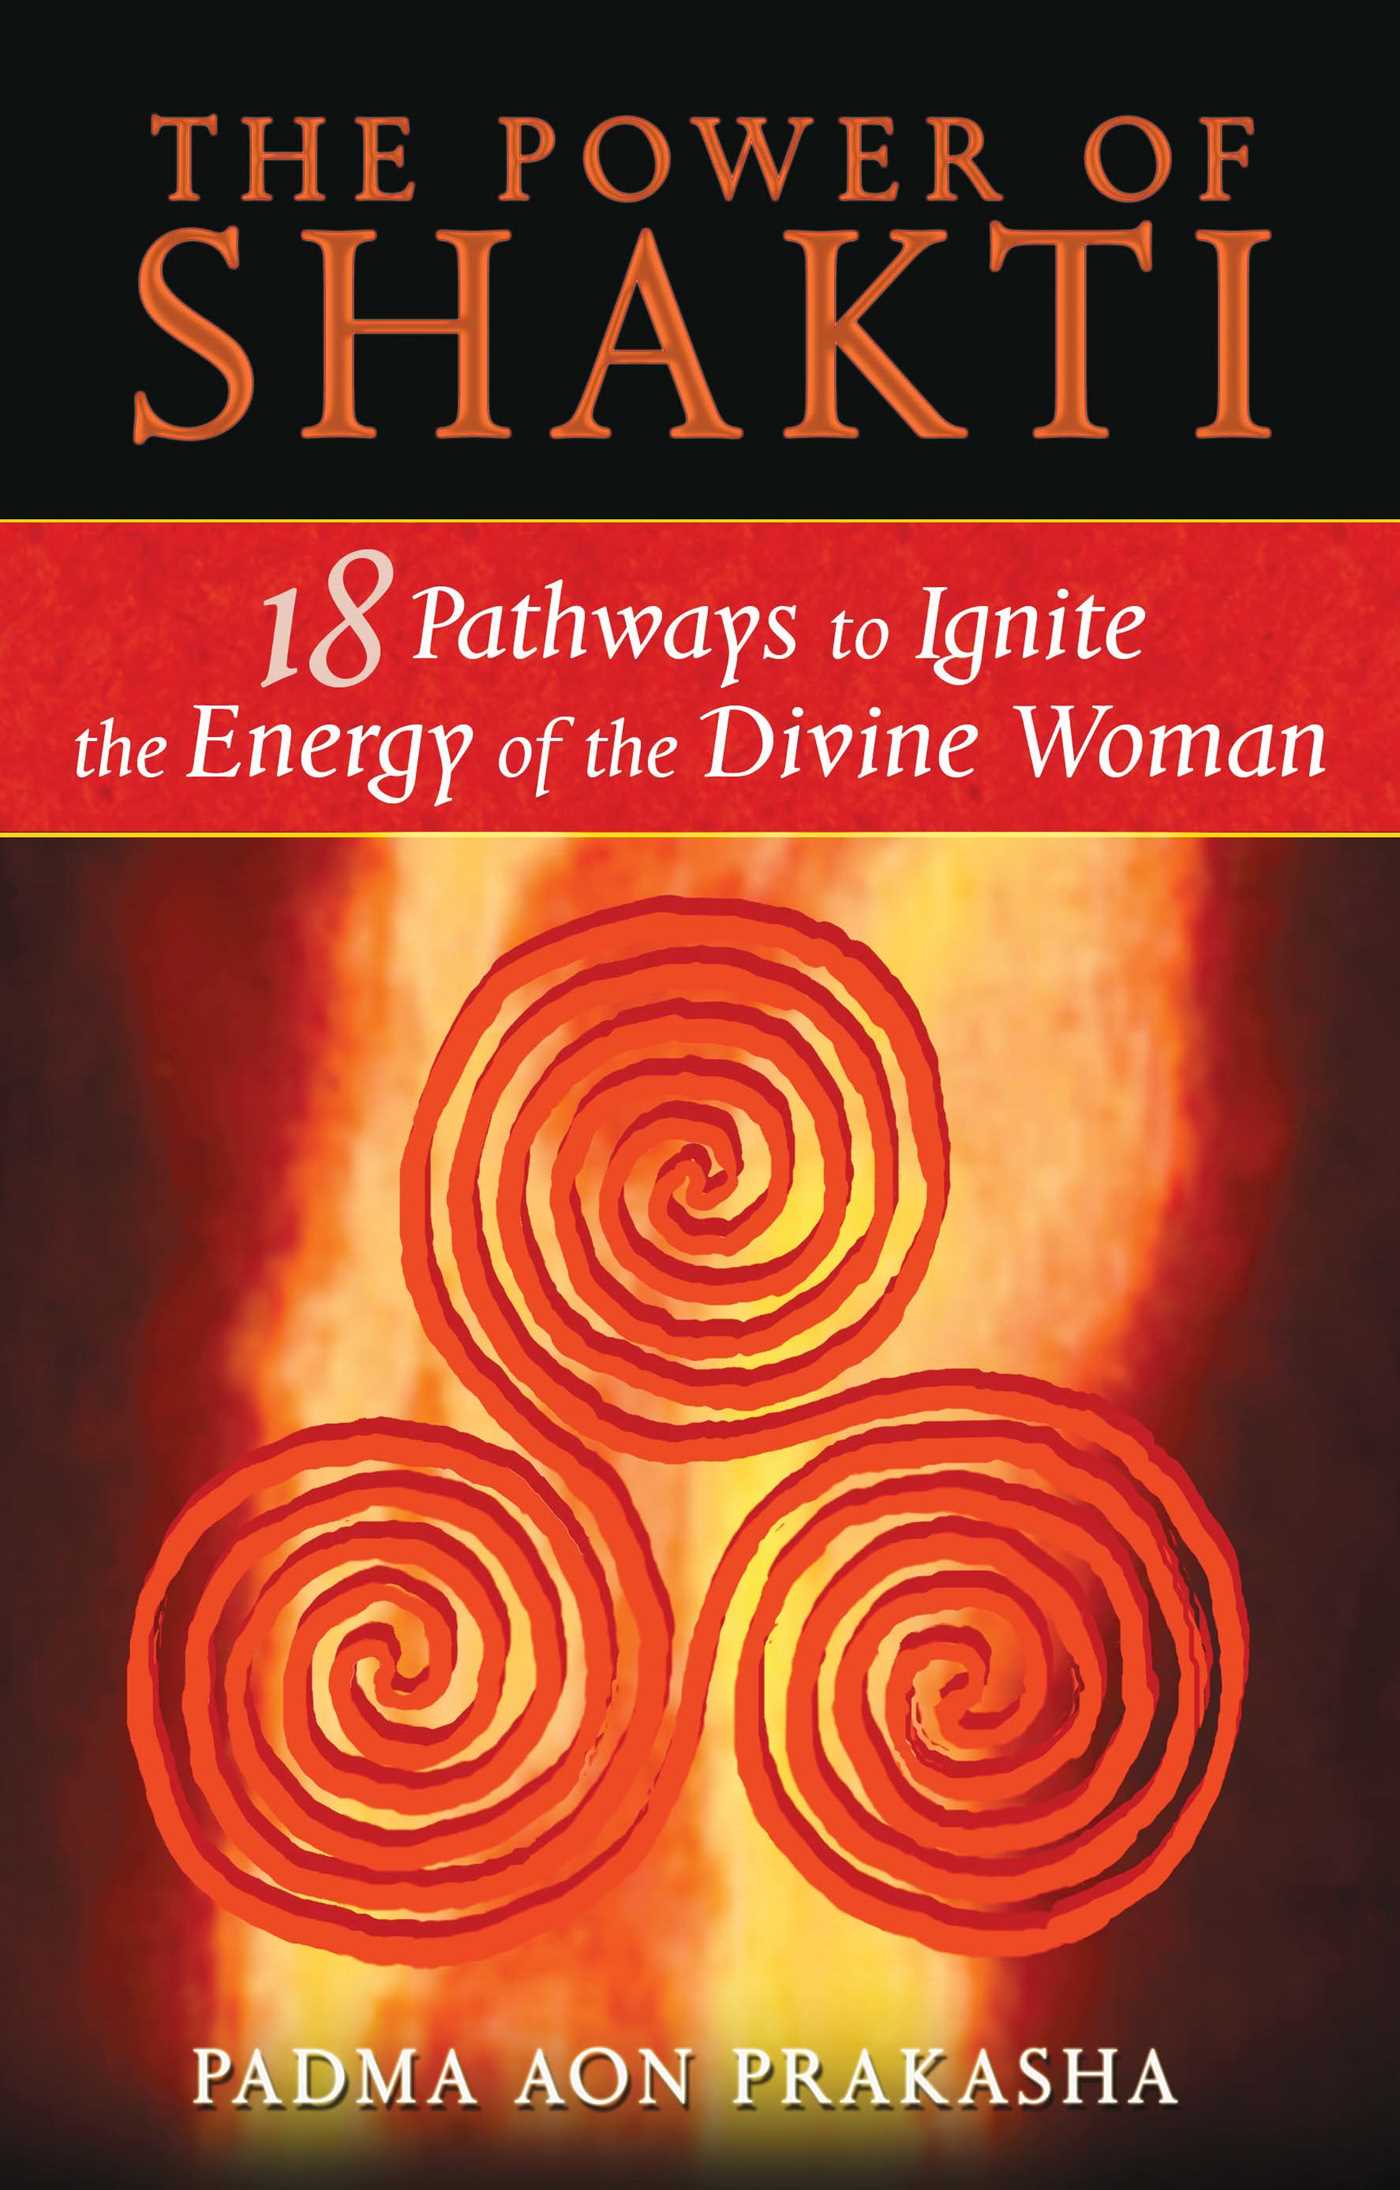 THE POWER OF
SHAKTI
18 Pathways to Ignite
the Energy of the Divine Woman
PADMA AON PRAKASHA